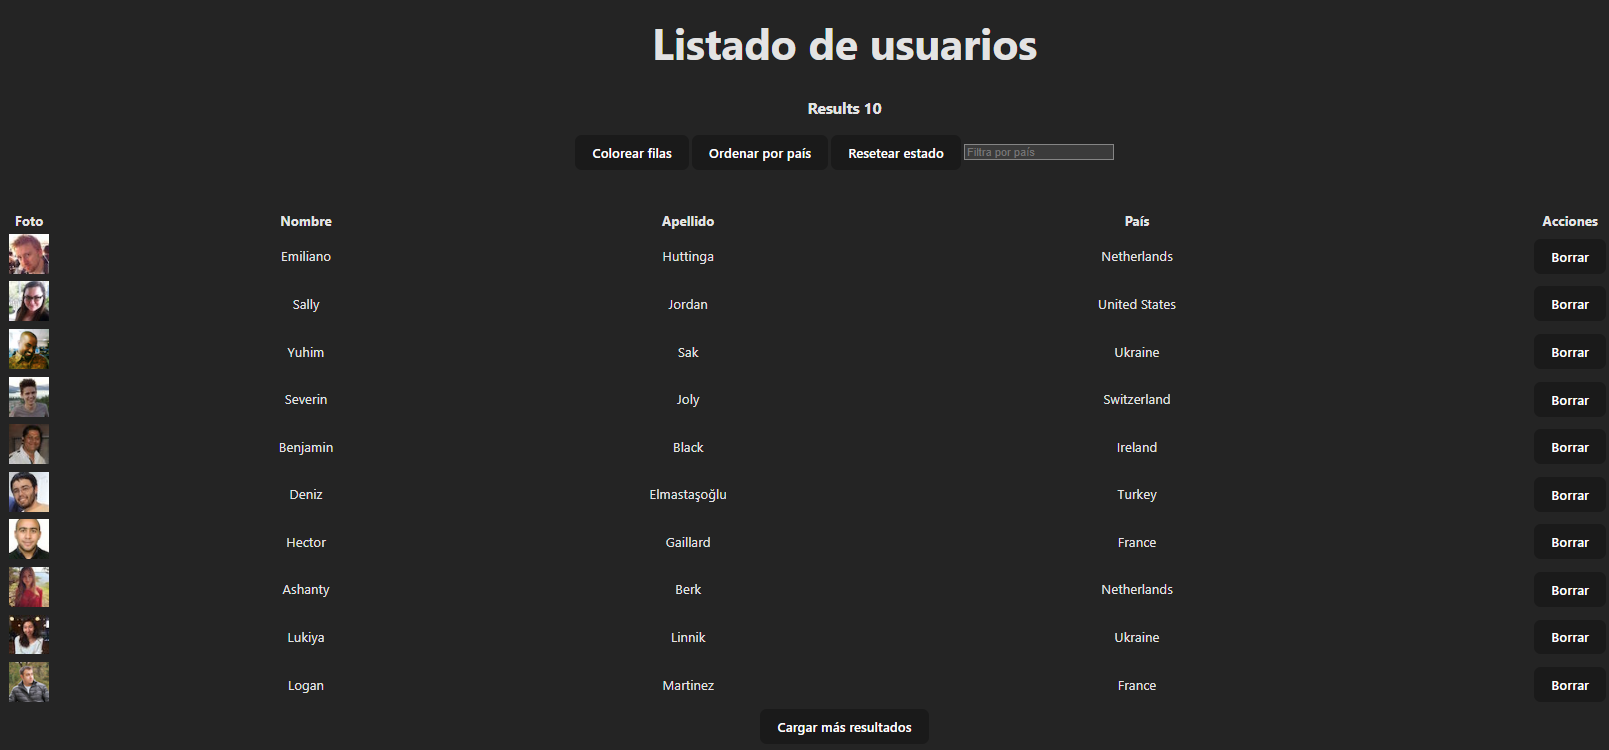 Listado de usuarios
Results 10
Colorear filas Ordenar por país Resetear estado Filtra por país
Foto Nombre Apellido País Acciones
Emiliano Huttinga Netherlands Borrar
Sally Jordan United States Borrar
Yuhim Sak Ukraine Borrar
Severin Joly Switzerland Borrar
Benjamin Black Ireland Borrar
Deniz Elmastaşoğlu Turkey Borrar
Hector Gaillard France Borrar
Ashanty Berk Netherlands Borrar
Lukiya Linnik Ukraine Borrar
Logan Martinez France Borrar
Cargar más resultados